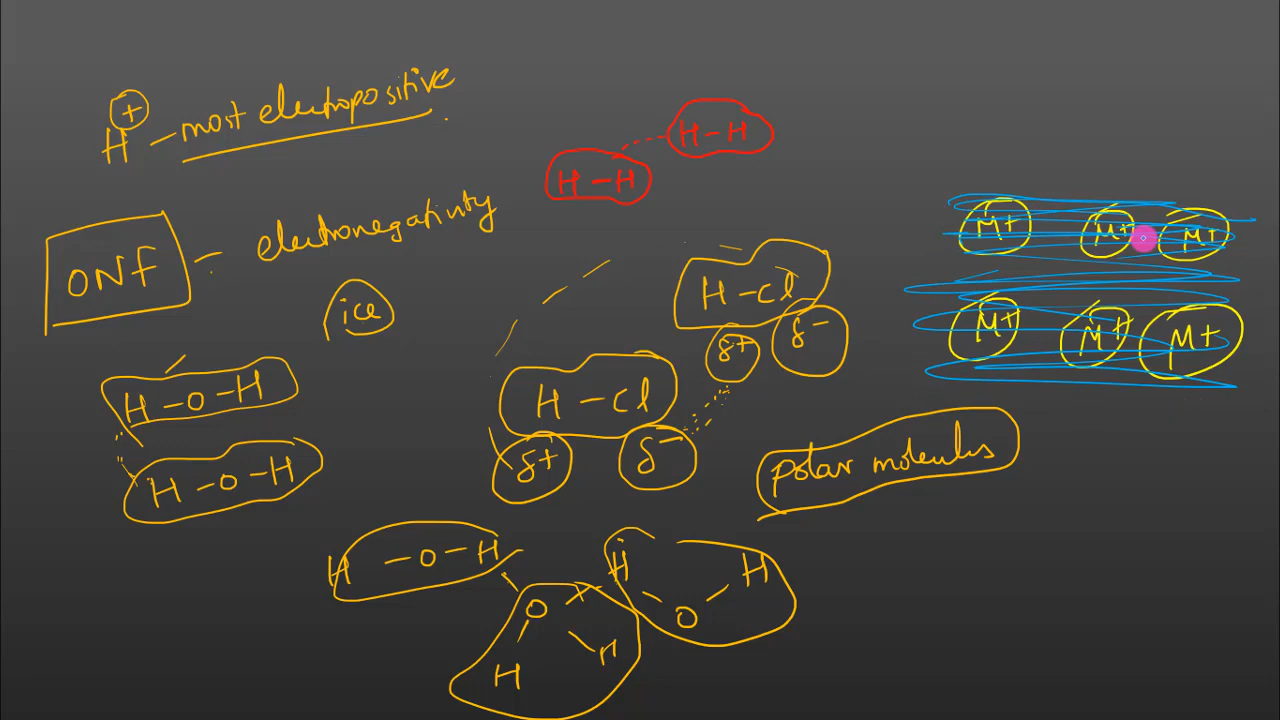 +
H - most electropositive
H-H
H-H
ONF - electronegativity
ice
M+ M+ M+
M+ M+ M+
H-Cl
δ+ δ-
H-Cl
δ+ δ-
H-O-H
H-O-H
polar molecules
H-O-H
O
H H
H H
O